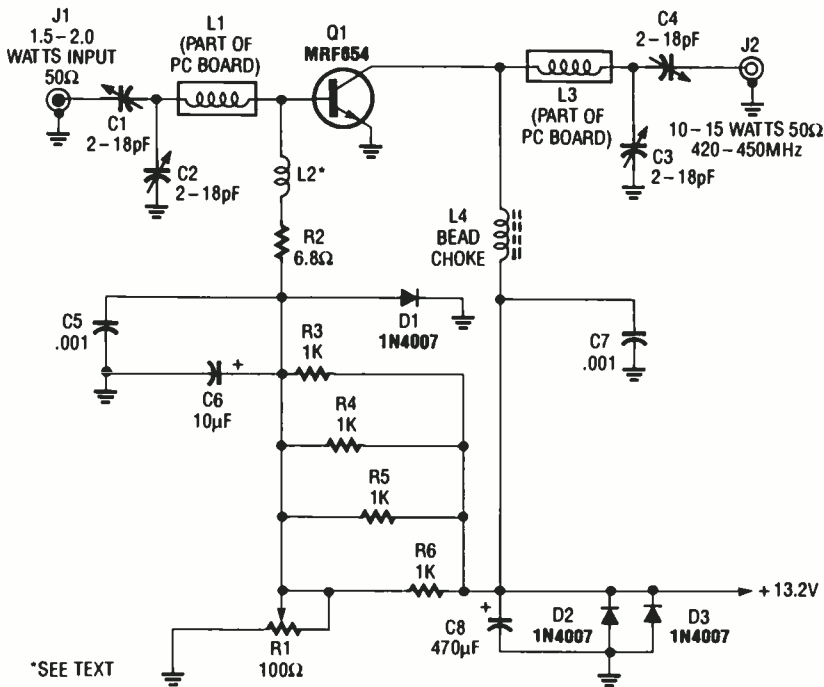 J1
1.5–2.0
WATTS INPUT
50Ω
C1
2–18pF
C2
2–18pF
L1
(PART OF
PC BOARD)
Q1
MRF654
L2*
R2
6.8Ω
L3
(PART OF
PC BOARD)
C4
2–18pF
J2
10–15 WATTS 50Ω
420–450MHz
C3
2–18pF
L4
BEAD
CHOKE
C5
.001
D1
1N4007
C7
.001
R3
1K
+
C6
10µF
R4
1K
R5
1K
R6
1K
R1
100Ω
+
C8
470µF
D2
1N4007
D3
1N4007
+13.2V
*SEE TEXT